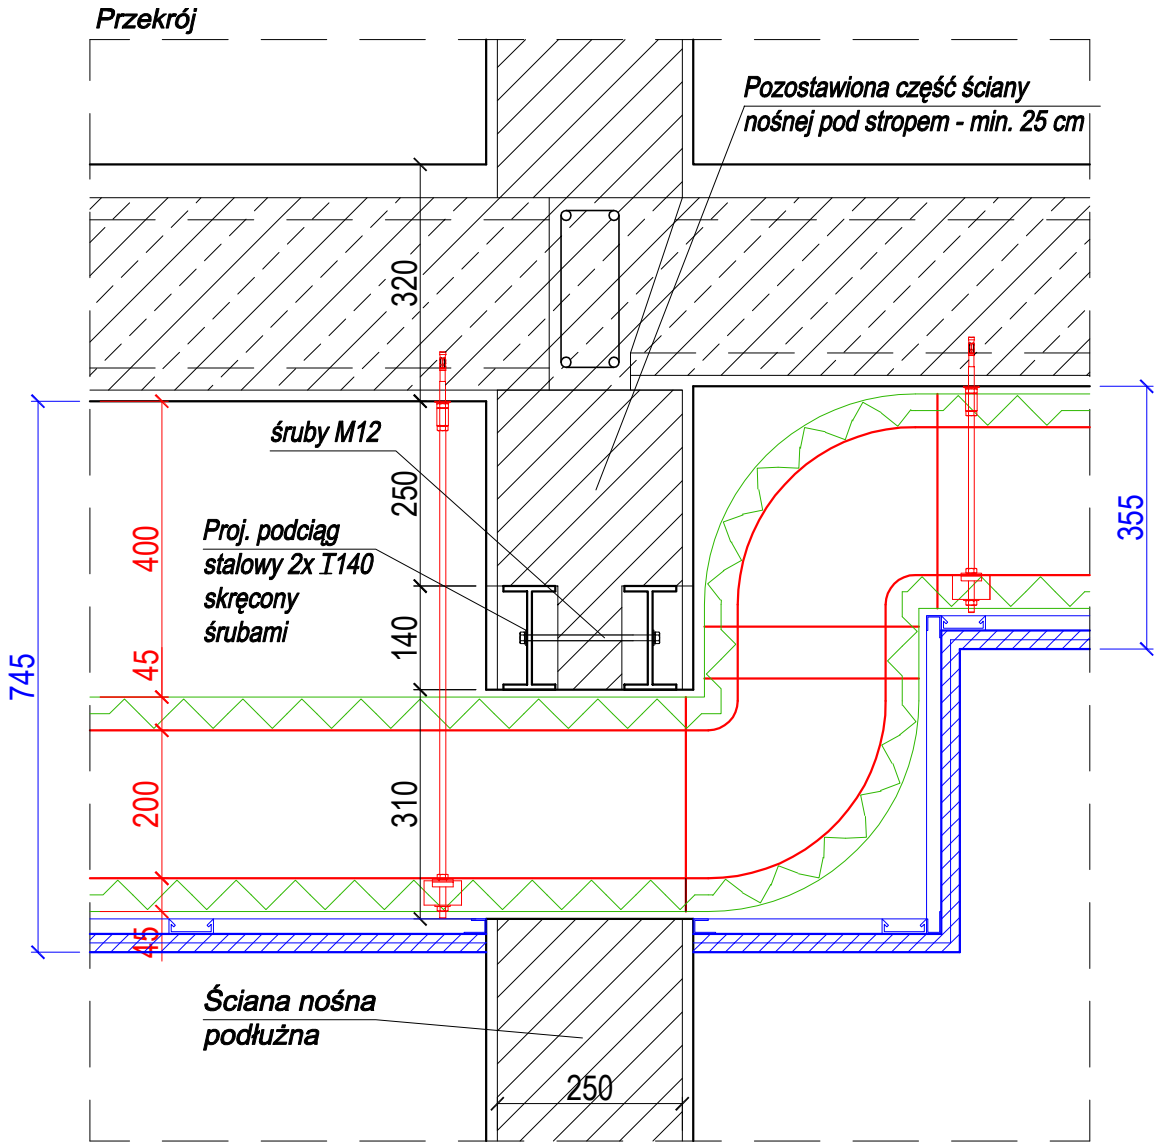 Przekrój
Pozostawiona część ściany
nośnej pod stropem - min. 25 cm
320
śruby M12
250
Proj. podciąg
stalowy 2x I140
skręcony
śrubami
400
355
140
45
745
200
310
45
Ściana nośna
podłużna
250